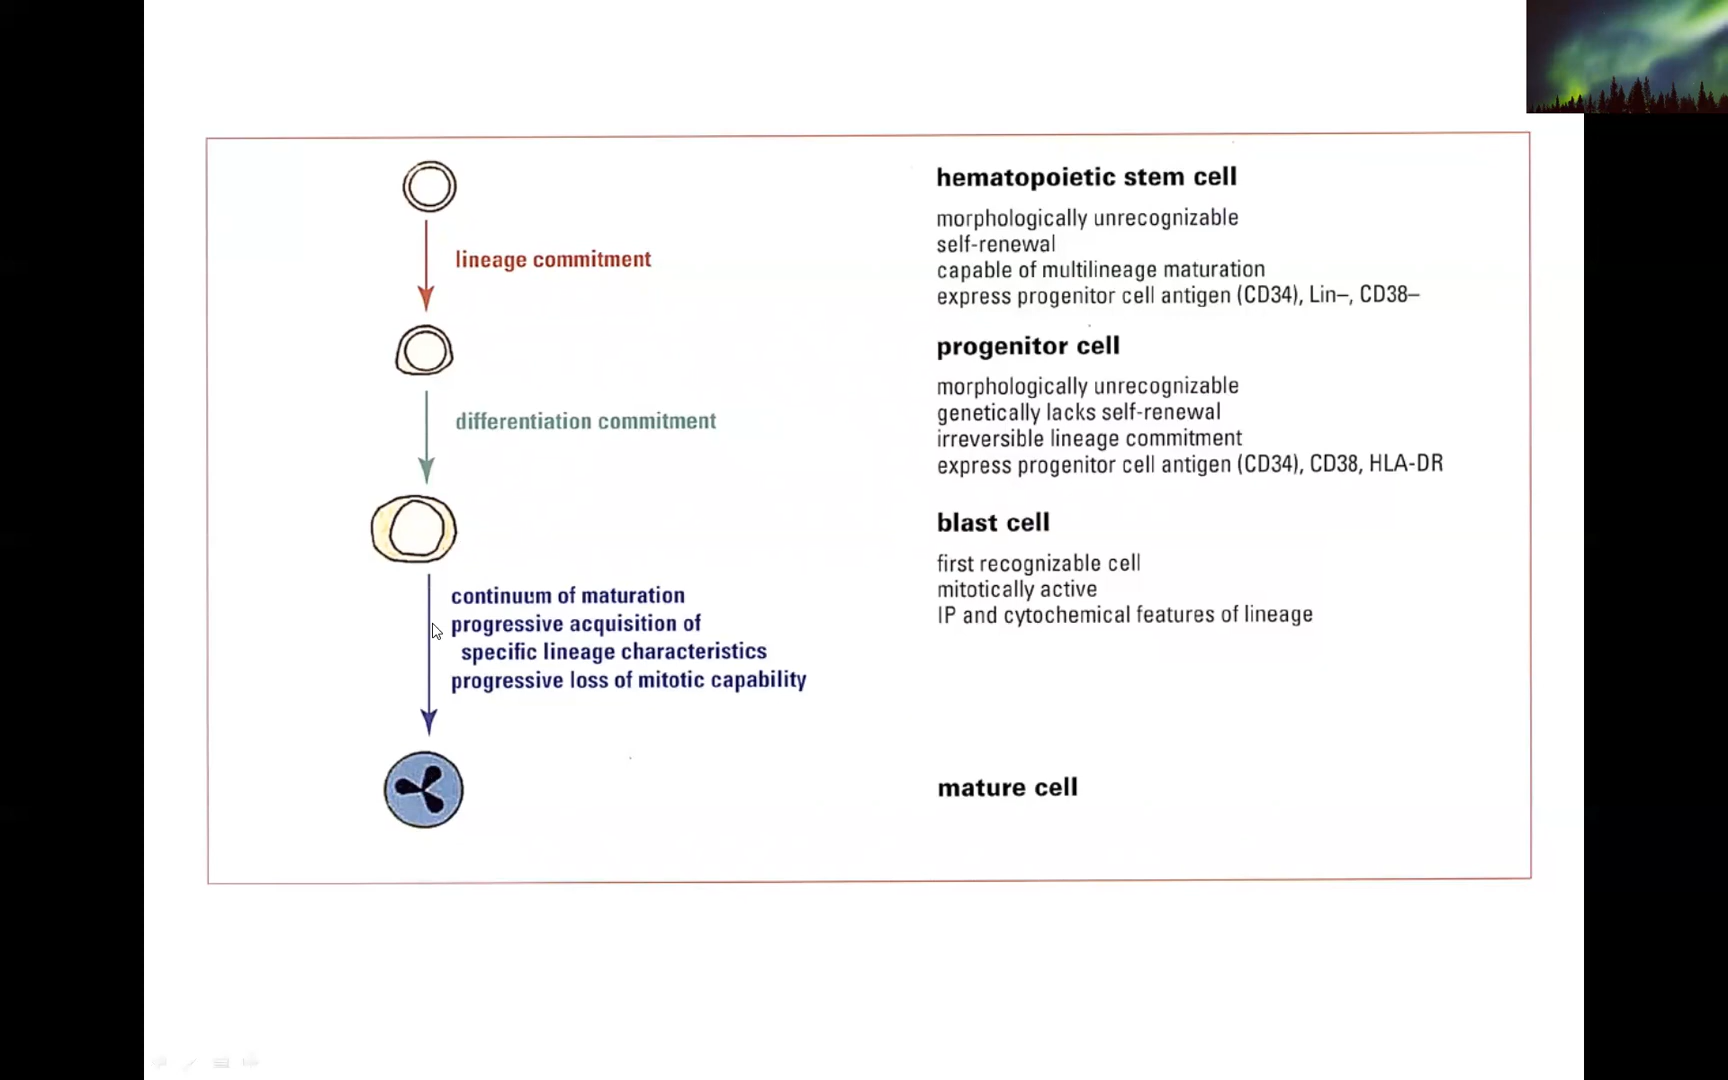 hematopoietic stem cell
morphologically unrecognizable
self-renewal
capable of multilineage maturation
express progenitor cell antigen (CD34), Lin–, CD38–
lineage commitment
progenitor cell
morphologically unrecognizable
genetically lacks self-renewal
irreversible lineage commitment
express progenitor cell antigen (CD34), CD38, HLA-DR
differentiation commitment
blast cell
first recognizable cell
mitotically active
IP and cytochemical features of lineage
continuum of maturation
progressive acquisition of
specific lineage characteristics
progressive loss of mitotic capability
mature cell